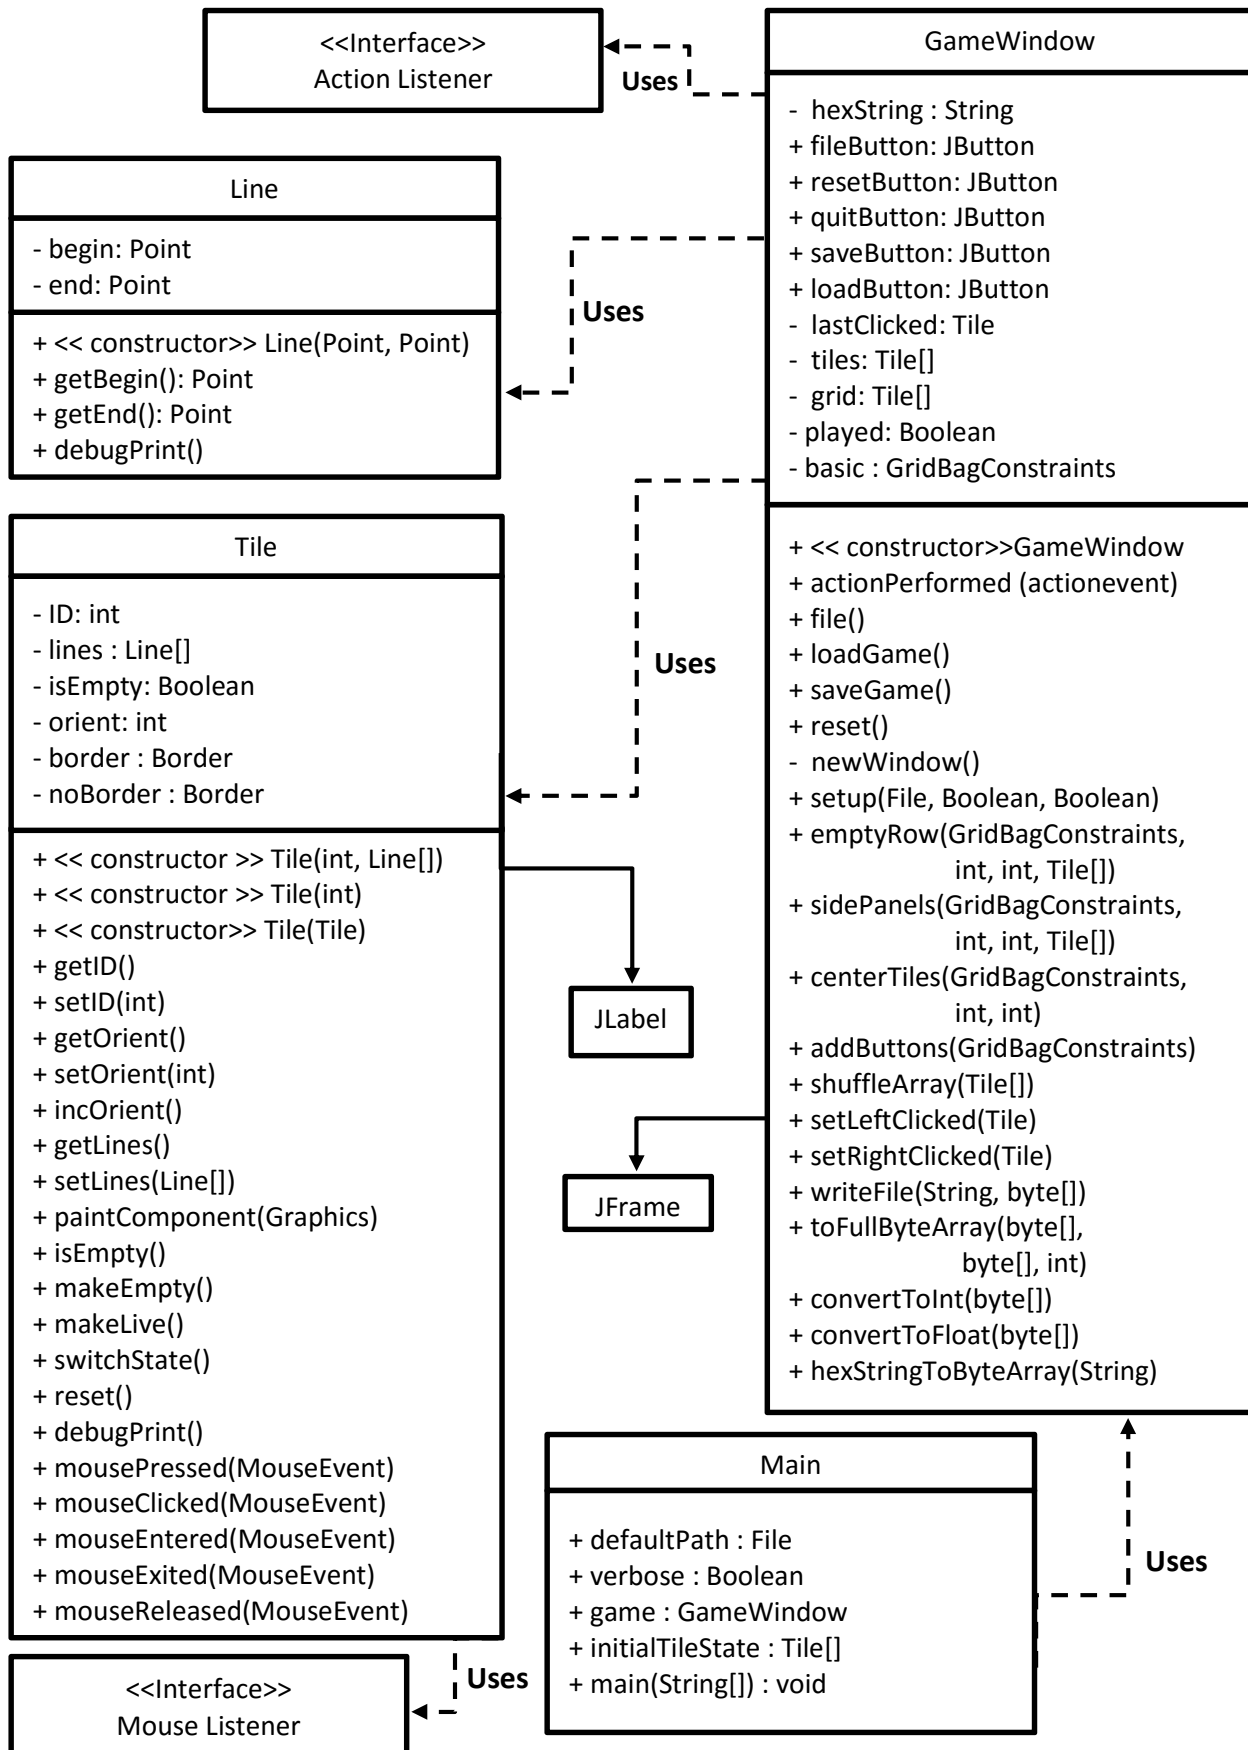 <<Interface>>
Action Listener
Uses
GameWindow
- hexString : String
+ fileButton: JButton
+ resetButton: JButton
+ quitButton: JButton
+ saveButton: JButton
+ loadButton: JButton
- lastClicked: Tile
- tiles: Tile[]
- grid: Tile[]
- played: Boolean
- basic : GridBagConstraints
+ << constructor>>GameWindow
+ actionPerformed (actionevent)
+ file()
+ loadGame()
+ saveGame()
+ reset()
- newWindow()
+ setup(File, Boolean, Boolean)
+ emptyRow(GridBagConstraints,
int, int, Tile[])
+ sidePanels(GridBagConstraints,
int, int, Tile[])
+ centerTiles(GridBagConstraints,
int, int)
+ addButtons(GridBagConstraints)
+ shuffleArray(Tile[])
+ setLeftClicked(Tile)
+ setRightClicked(Tile)
+ writeFile(String, byte[])
+ toFullByteArray(byte[],
byte[], int)
+ convertToInt(byte[])
+ convertToFloat(byte[])
+ hexStringToByteArray(String)
Line
- begin: Point
- end: Point
+ << constructor>> Line(Point, Point)
+ getBegin(): Point
+ getEnd(): Point
+ debugPrint()
Uses
Tile
- ID: int
- lines : Line[]
- isEmpty: Boolean
- orient: int
- border : Border
- noBorder : Border
+ << constructor >> Tile(int, Line[])
+ << constructor >> Tile(int)
+ << constructor>> Tile(Tile)
+ getID()
+ setID(int)
+ getOrient()
+ setOrient(int)
+ incOrient()
+ getLines()
+ setLines(Line[])
+ paintComponent(Graphics)
+ isEmpty()
+ makeEmpty()
+ makeLive()
+ switchState()
+ reset()
+ debugPrint()
+ mousePressed(MouseEvent)
+ mouseClicked(MouseEvent)
+ mouseEntered(MouseEvent)
+ mouseExited(MouseEvent)
+ mouseReleased(MouseEvent)
Uses
JLabel
JFrame
Main
+ defaultPath : File
+ verbose : Boolean
+ game : GameWindow
+ initialTileState : Tile[]
+ main(String[]) : void
Uses
<<Interface>>
Mouse Listener
Uses